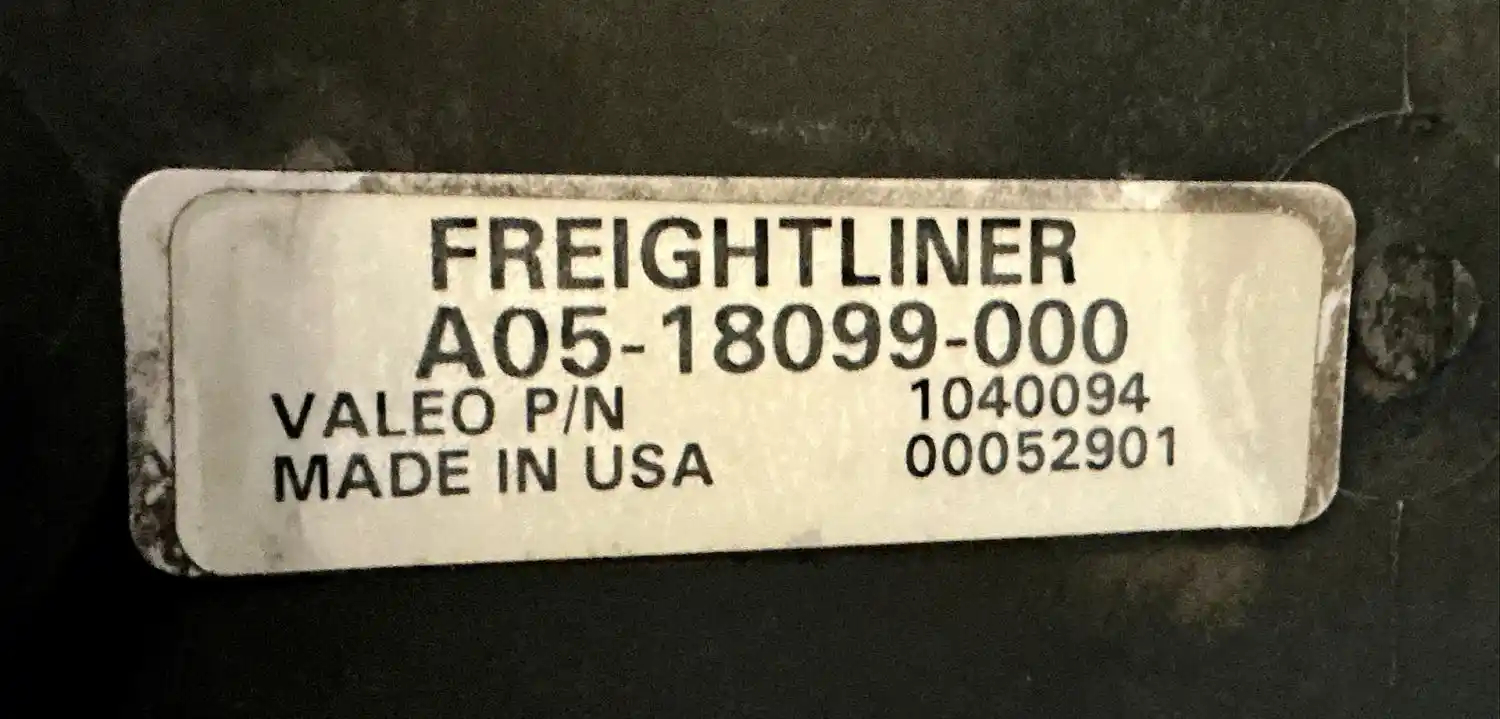 FREIGHTLINER
A05-18099-000
VALEO P/N 1040094
MADE IN USA 00052901